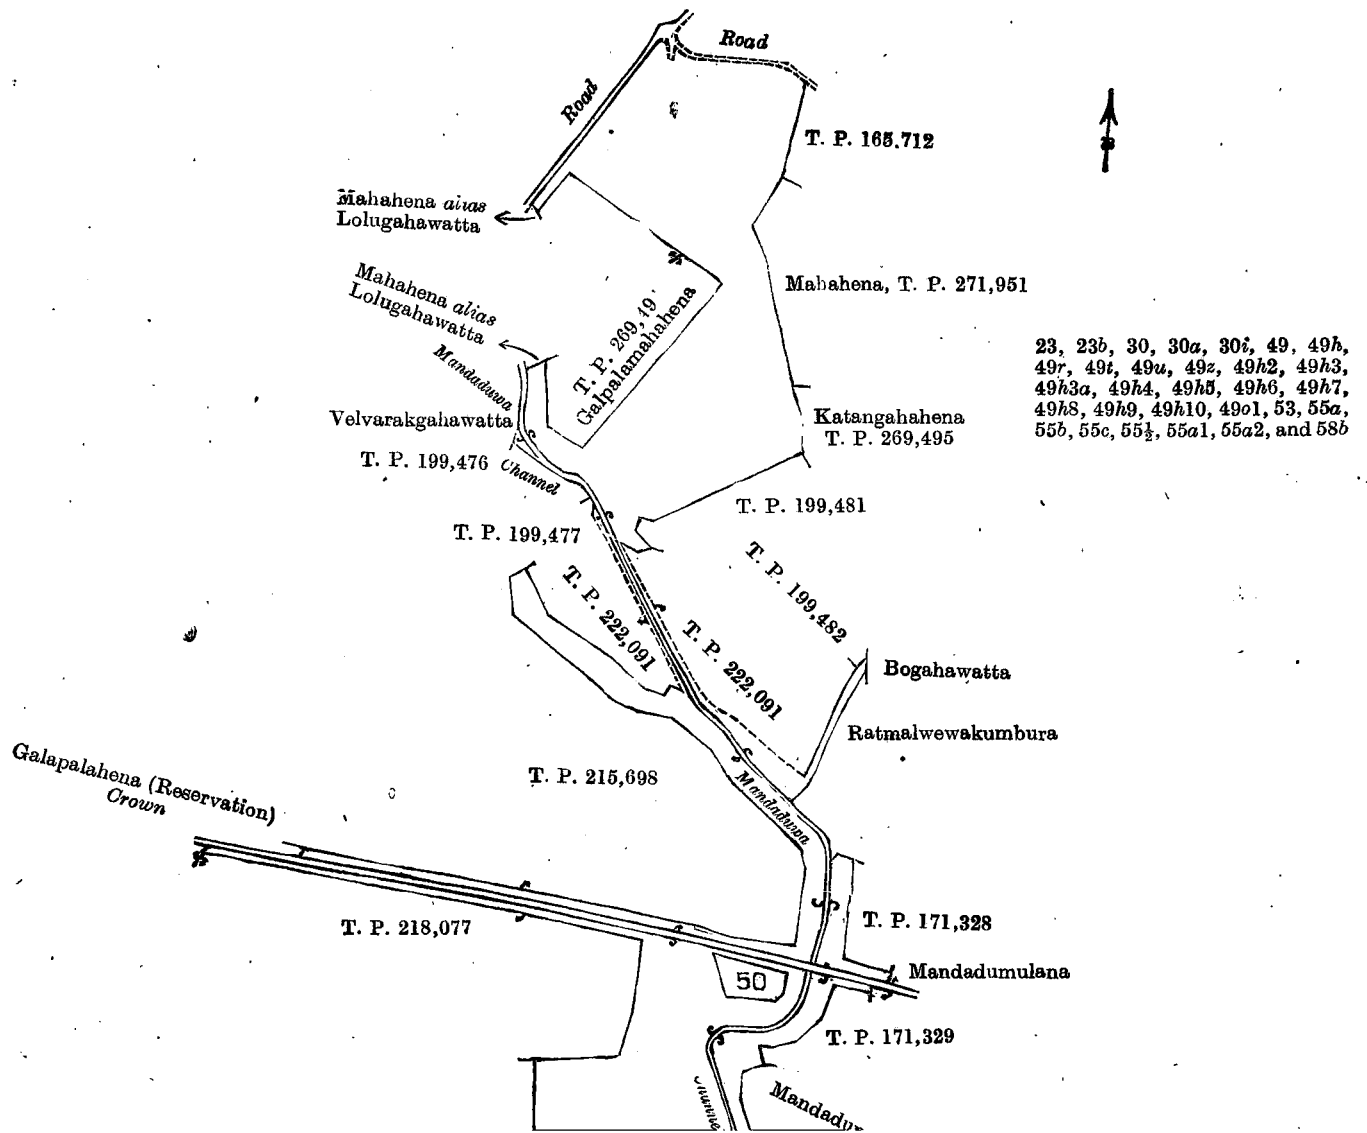 Road
Road
T. P. 165,712
Mahahena alias
Lolugahawatta
Mahahena, T. P. 271,951
Mahahena alias
Lolugahawatta
T. P. 269,49
Galpalamahahena
23, 23b, 30, 30a, 30i, 49, 49h,
49r, 49t, 49u, 49z, 49h2, 49h3,
49h3a, 49h4, 49h5, 49h6, 49h7,
49h8, 49h9, 49h10, 49o1, 53, 55a,
55b, 55c, 55½, 55a1, 55a2, and 58b
Mandaduwa
Velvarakgahawatta
Katangahahena
T. P. 269,495
T. P. 199,476
Channel
T. P. 199,481
T. P. 199,477
T. P. 199,482
T. P. 222,091
T. P. 222,091
Bogahawatta
Ratmalwewakumbura
T. P. 215,698
Mandaduwa
Galapalahena (Reservation)
Crown
T. P. 218,077
T. P. 171,328
Mandadumulana
50
T. P. 171,329